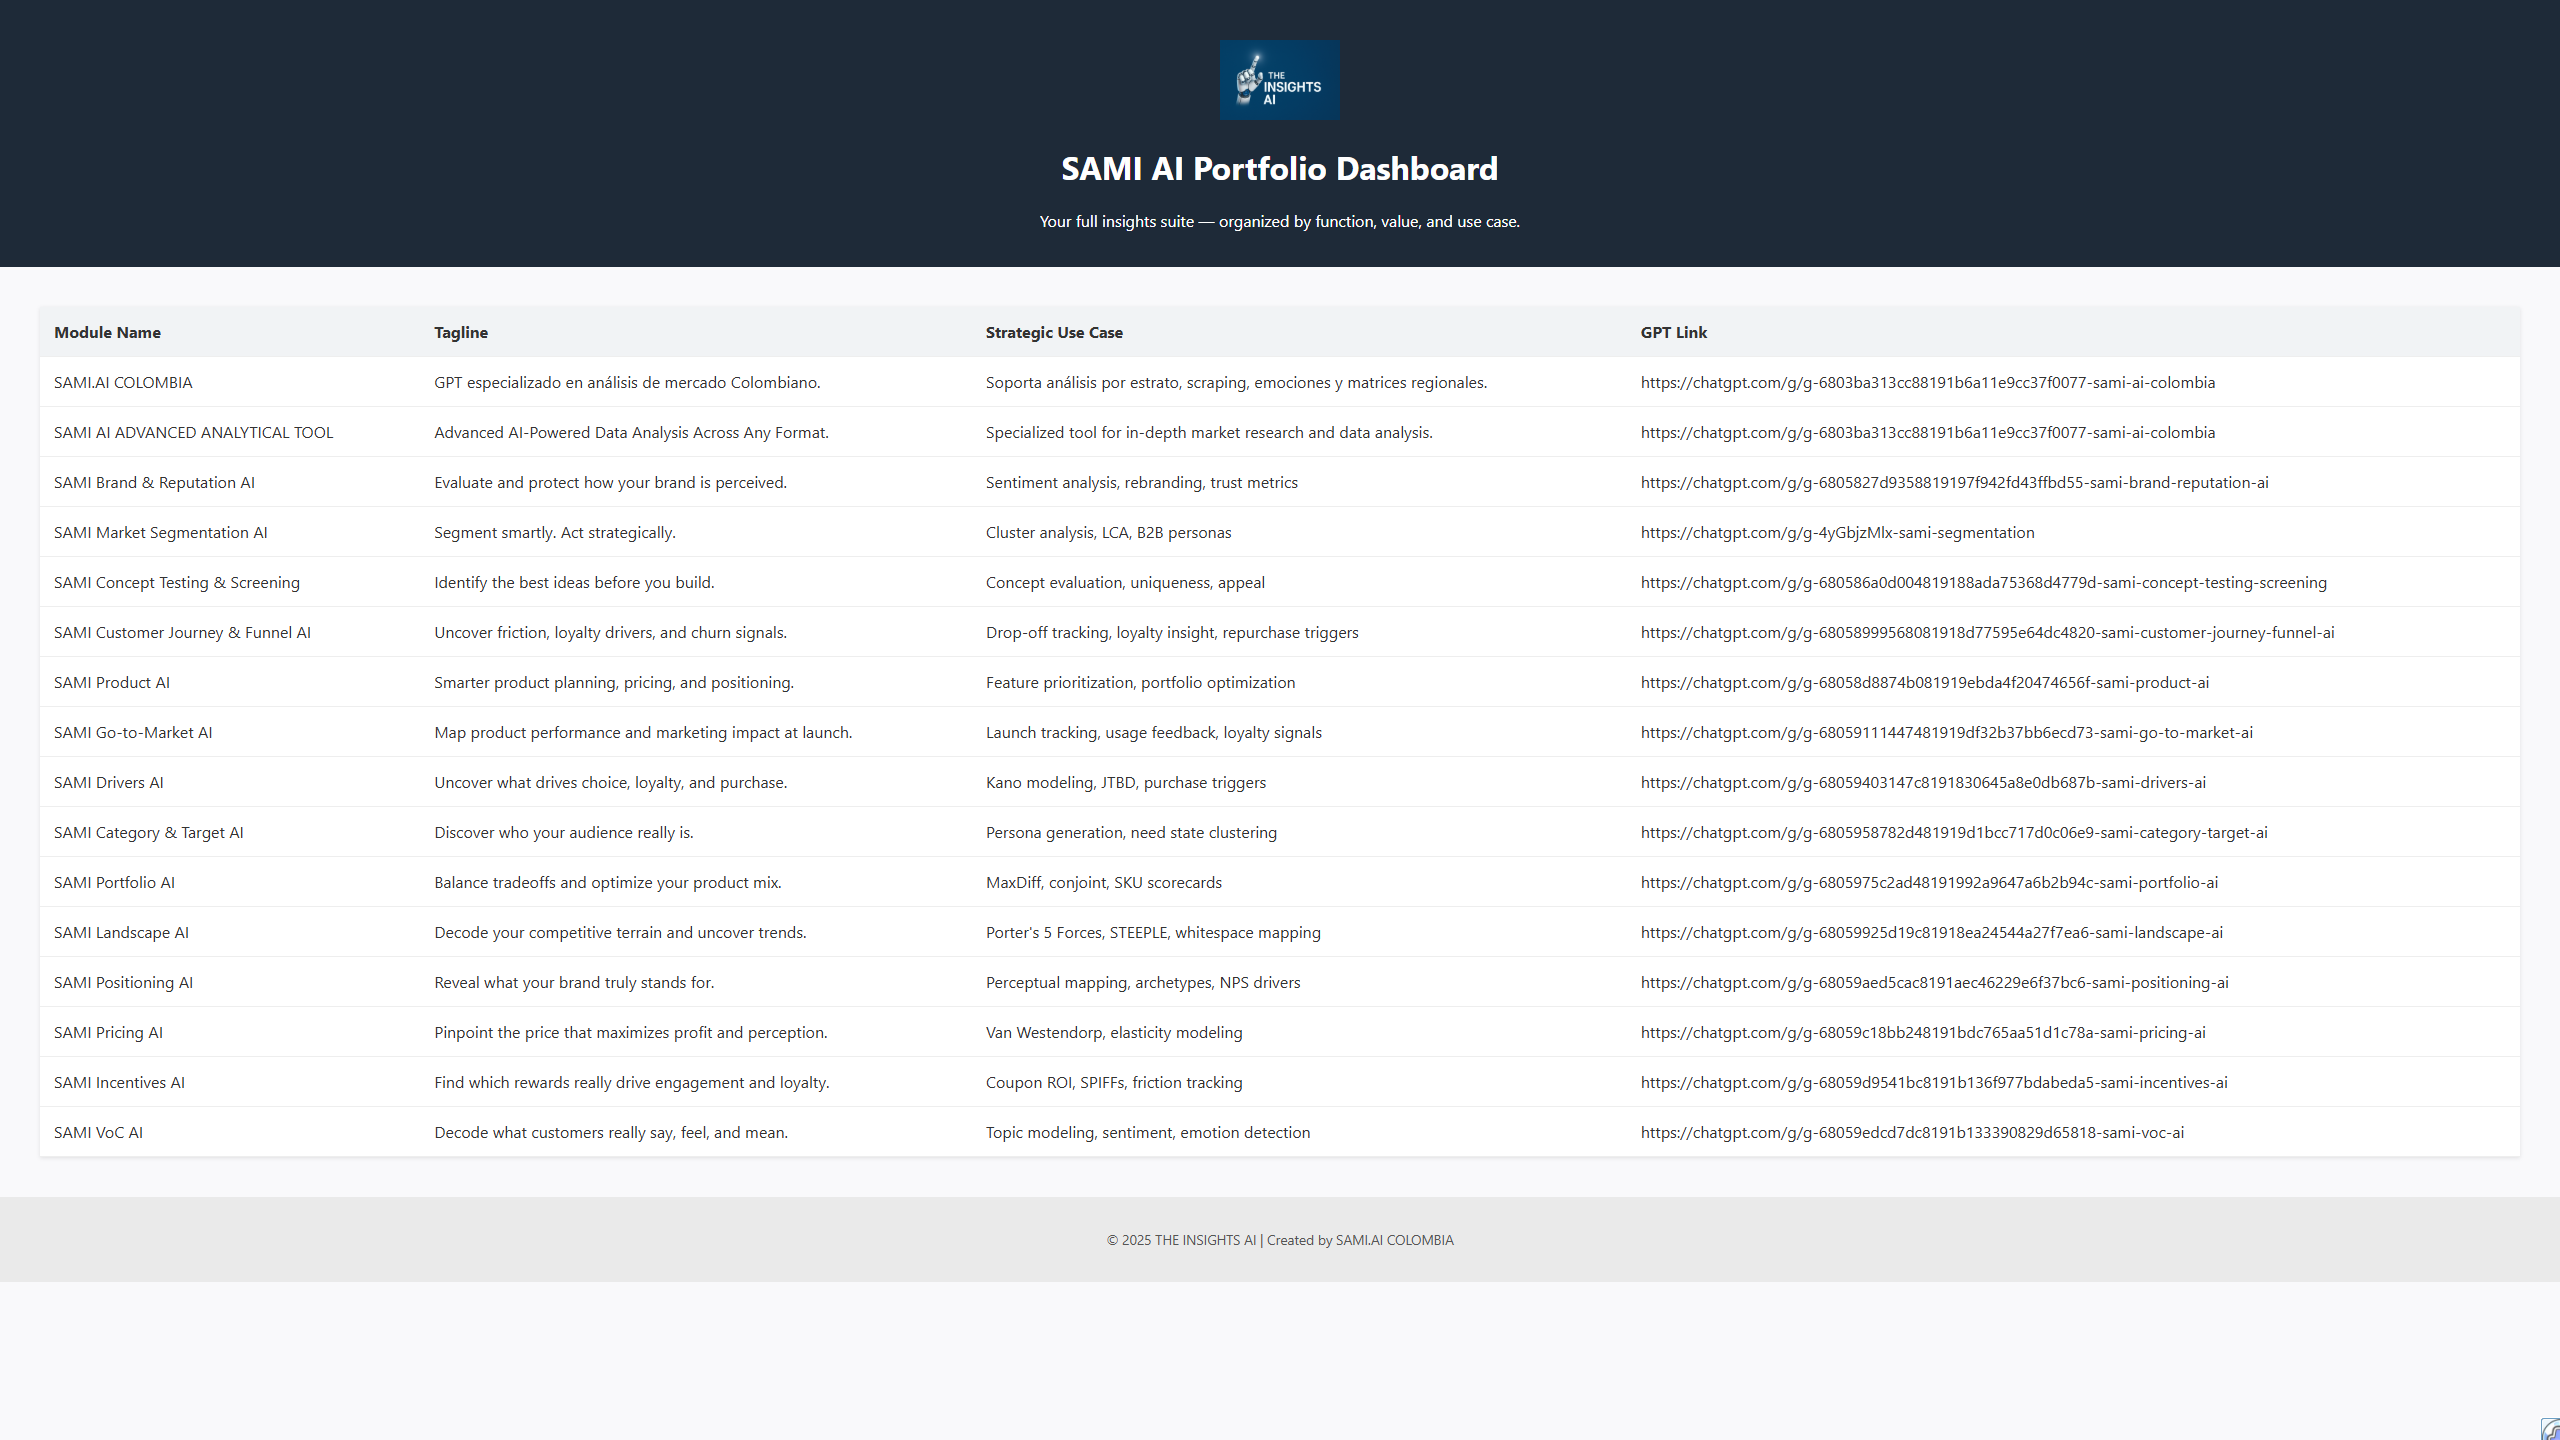 THE
INSIGHTS
AI
SAMI AI Portfolio Dashboard
Your full insights suite — organized by function, value, and use case.
Module Name Tagline Strategic Use Case GPT Link
SAMI.AI COLOMBIA GPT especializado en análisis de mercado Colombiano. Soporta análisis por estrato, scraping, emociones y matrices regionales. https://chatgpt.com/g/g-6803ba313cc88191b6a11e9cc37f0077-sami-ai-colombia
SAMI AI ADVANCED ANALYTICAL TOOL Advanced AI-Powered Data Analysis Across Any Format. Specialized tool for in-depth market research and data analysis. https://chatgpt.com/g/g-6803ba313cc88191b6a11e9cc37f0077-sami-ai-colombia
SAMI Brand & Reputation AI Evaluate and protect how your brand is perceived. Sentiment analysis, rebranding, trust metrics https://chatgpt.com/g/g-6805827d9358819197f942fd43ffbd55-sami-brand-reputation-ai
SAMI Market Segmentation AI Segment smartly. Act strategically. Cluster analysis, LCA, B2B personas https://chatgpt.com/g/g-4yGbjzMlx-sami-segmentation
SAMI Concept Testing & Screening Identify the best ideas before you build. Concept evaluation, uniqueness, appeal https://chatgpt.com/g/g-680586a0d004819188ada75368d4779d-sami-concept-testing-screening
SAMI Customer Journey & Funnel AI Uncover friction, loyalty drivers, and churn signals. Drop-off tracking, loyalty insight, repurchase triggers https://chatgpt.com/g/g-68058999568081918d77595e64dc4820-sami-customer-journey-funnel-ai
SAMI Product AI Smarter product planning, pricing, and positioning. Feature prioritization, portfolio optimization https://chatgpt.com/g/g-68058d8874b081919ebda4f20474656f-sami-product-ai
SAMI Go-to-Market AI Map product performance and marketing impact at launch. Launch tracking, usage feedback, loyalty signals https://chatgpt.com/g/g-68059111447481919df32b37bb6ecd73-sami-go-to-market-ai
SAMI Drivers AI Uncover what drives choice, loyalty, and purchase. Kano modeling, JTBD, purchase triggers https://chatgpt.com/g/g-68059403147c8191830645a8e0db687b-sami-drivers-ai
SAMI Category & Target AI Discover who your audience really is. Persona generation, need state clustering https://chatgpt.com/g/g-6805958782d481919d1bcc717d0c06e9-sami-category-target-ai
SAMI Portfolio AI Balance tradeoffs and optimize your product mix. MaxDiff, conjoint, SKU scorecards https://chatgpt.com/g/g-6805975c2ad48191992a9647a6b2b94c-sami-portfolio-ai
SAMI Landscape AI Decode your competitive terrain and uncover trends. Porter's 5 Forces, STEEPLE, whitespace mapping https://chatgpt.com/g/g-68059925d19c81918ea24544a27f7ea6-sami-landscape-ai
SAMI Positioning AI Reveal what your brand truly stands for. Perceptual mapping, archetypes, NPS drivers https://chatgpt.com/g/g-68059aed5cac8191aec46229e6f37bc6-sami-positioning-ai
SAMI Pricing AI Pinpoint the price that maximizes profit and perception. Van Westendorp, elasticity modeling https://chatgpt.com/g/g-68059c18bb248191bdc765aa51d1c78a-sami-pricing-ai
SAMI Incentives AI Find which rewards really drive engagement and loyalty. Coupon ROI, SPIFFs, friction tracking https://chatgpt.com/g/g-68059d9541bc8191b136f977bdabeda5-sami-incentives-ai
SAMI VoC AI Decode what customers really say, feel, and mean. Topic modeling, sentiment, emotion detection https://chatgpt.com/g/g-68059edcd7dc8191b133390829d65818-sami-voc-ai
© 2025 THE INSIGHTS AI | Created by SAMI.AI COLOMBIA